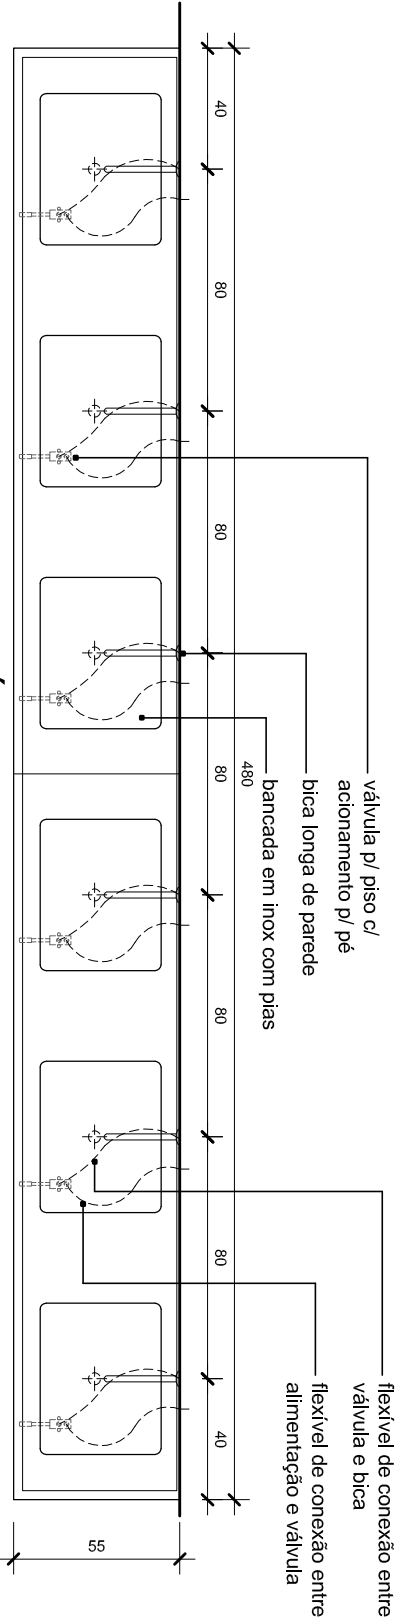 40
80
80
80
80
80
40
480
55
válvula p/ piso c/
acionamento p/ pé
bica longa de parede
bancada em inox com pias
flexível de conexão entre
válvula e bica
flexível de conexão entre
alimentação e válvula